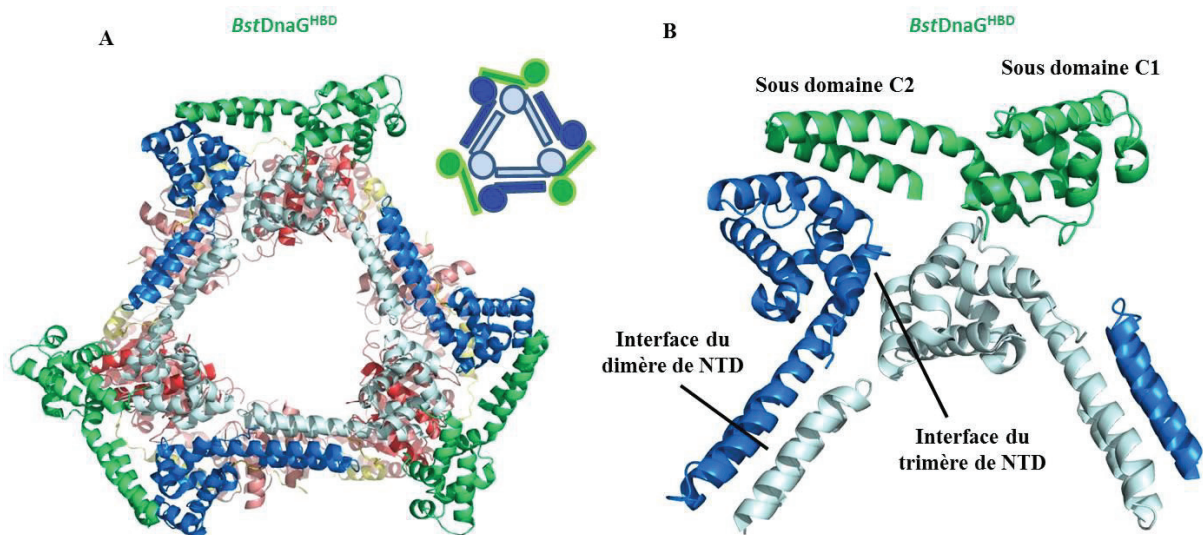 A
BstDnaGHBD
B
BstDnaGHBD
Sous domaine C2
Sous domaine C1
Interface du
dimère de NTD
Interface du
trimère de NTD